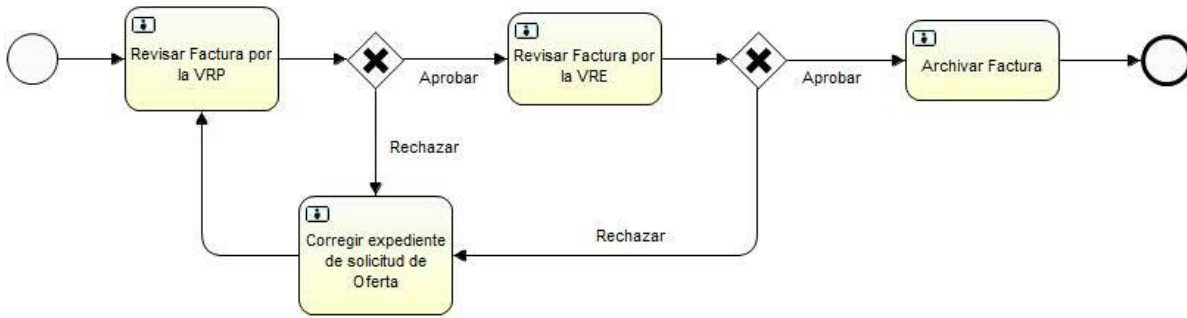 Revisar Factura por
la VRP
Aprobar
Revisar Factura por
la VRE
Aprobar
Archivar Factura
Rechazar
Corregir expediente
de solicitud de
Oferta
Rechazar